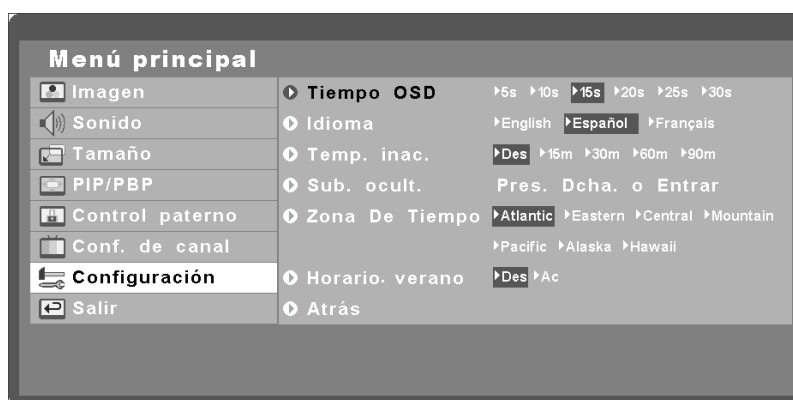 Menú principal
Imagen
Sonido
Tamaño
PIP/PBP
Control paterno
Conf. de canal
Configuración
Salir
Tiempo OSD 5s 10s 15s 20s 25s 30s
Idioma English Español Français
Temp. inac. Des 15m 30m 60m 90m
Sub. ocult. Pres. Dcha. o Entrar
Zona De Tiempo Atlantic Eastern Central Mountain
Pacific Alaska Hawaii
Horario. verano Des Ac
Atrás